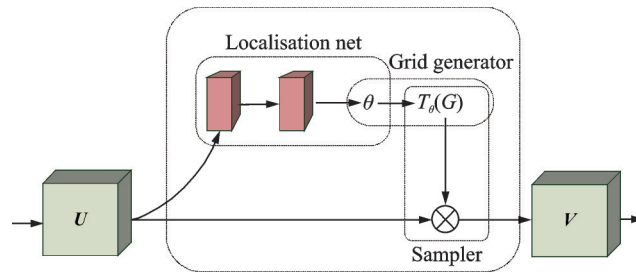 Localisation net
Grid generator
θ
T_θ(G)
U
V
Sampler